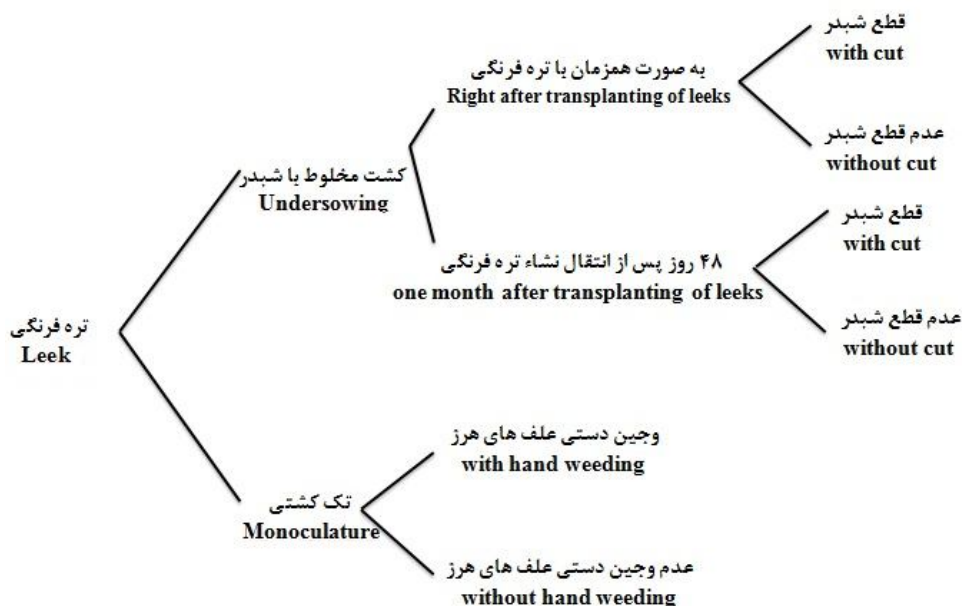 قطع شبدر
with cut
به صورت همزمان با تره فرنگی
Right after transplanting of leeks
عدم قطع شبدر
without cut
کشت مخلوط با شبدر
Undersowing
قطع شبدر
with cut
۴۸ روز پس از انتقال نشاء تره فرنگی
one month after transplanting of leeks
عدم قطع شبدر
without cut
تره فرنگی
Leek
وجین دستی علف های هرز
with hand weeding
تک کشتی
Monoculature
عدم وجین دستی علف های هرز
without hand weeding